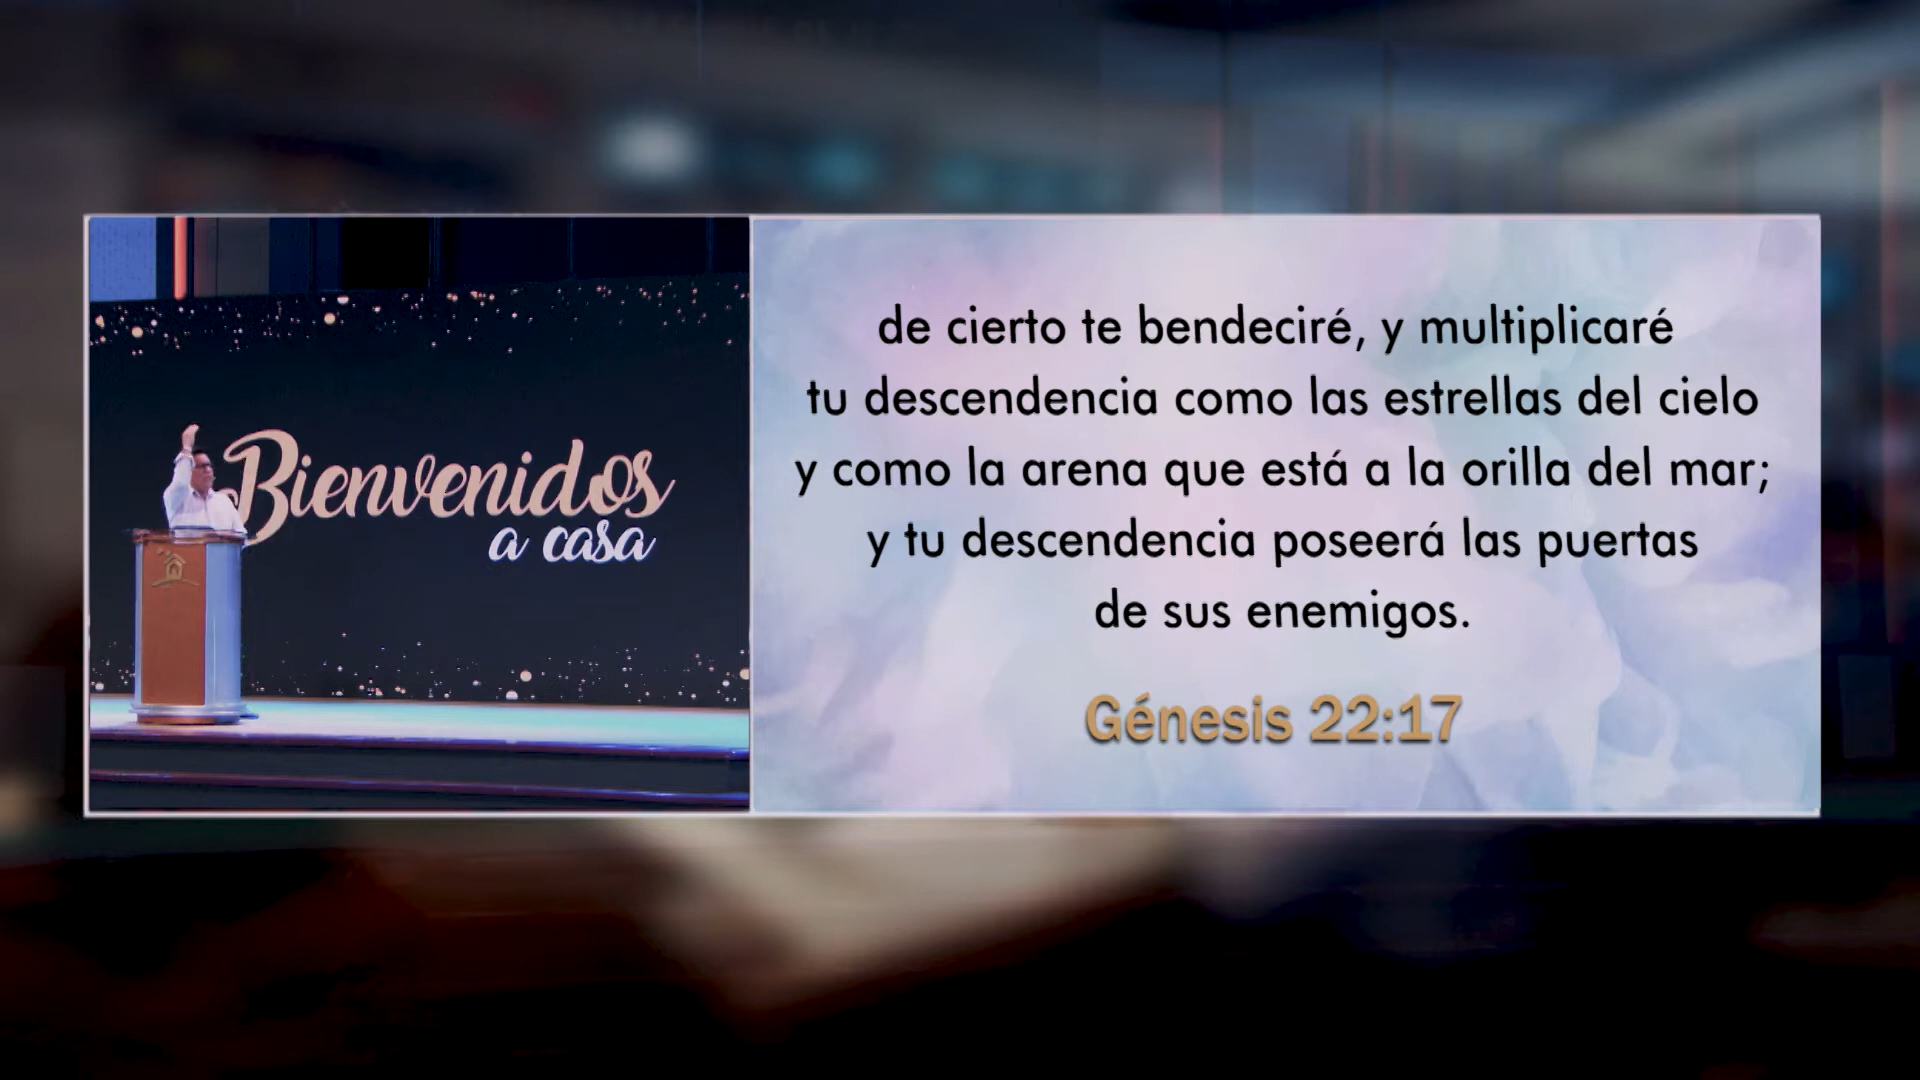 Bienvenidos
a casa
de cierto te bendeciré, y multiplicaré
tu descendencia como las estrellas del cielo
y como la arena que está a la orilla del mar;
y tu descendencia poseerá las puertas
de sus enemigos.
Génesis 22:17